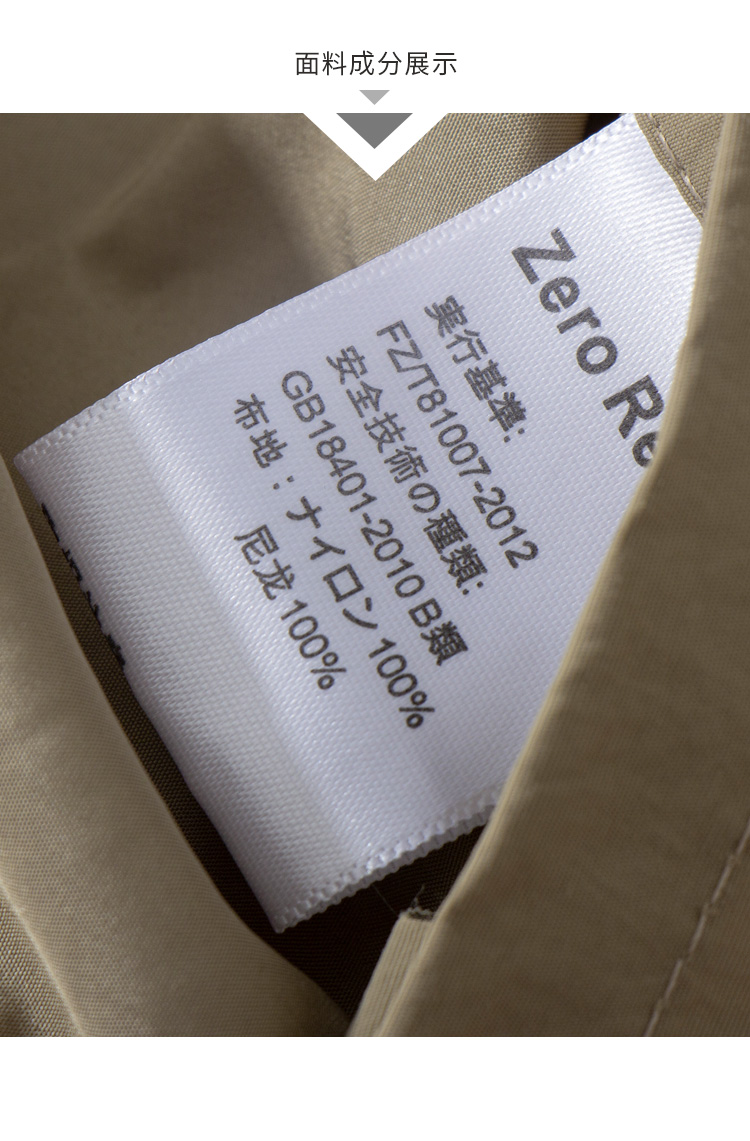 面料成分展示
Zero Re
実行基準:
FZ/T81007-2012
安全技術の種類:
GB18401-2010 B類
布地：ナイロン 100%
尼龙 100%